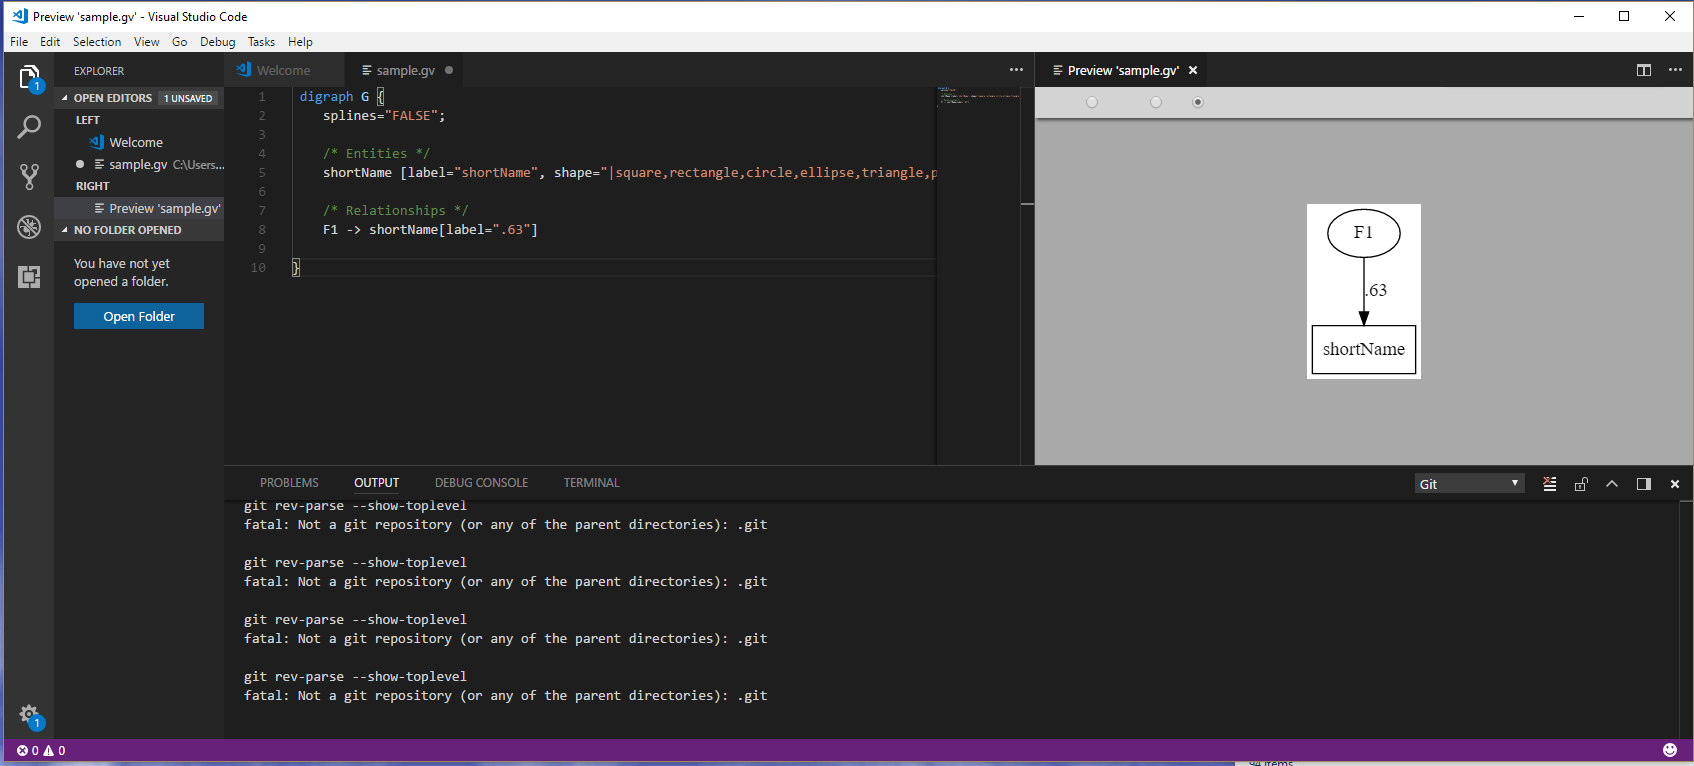 Preview 'sample.gv' - Visual Studio Code
File Edit Selection View Go Debug Tasks Help
EXPLORER
OPEN EDITORS 1 UNSAVED
LEFT
Welcome
sample.gv C:\Users...
RIGHT
Preview 'sample.gv'
NO FOLDER OPENED
You have not yet
opened a folder.
Open Folder
1
1
Welcome sample.gv
1 digraph G {
2 splines="FALSE";
3
4 /* Entities */
5 shortName [label="shortName", shape="|square,rectangle,circle,ellipse,triangle,p
6
7 /* Relationships */
8 F1 -> shortName[label=".63"]
9
10 }
Preview 'sample.gv'
F1
.63
shortName
PROBLEMS OUTPUT DEBUG CONSOLE TERMINAL Git
git rev-parse --show-toplevel
fatal: Not a git repository (or any of the parent directories): .git
git rev-parse --show-toplevel
fatal: Not a git repository (or any of the parent directories): .git
git rev-parse --show-toplevel
fatal: Not a git repository (or any of the parent directories): .git
git rev-parse --show-toplevel
fatal: Not a git repository (or any of the parent directories): .git
0 0
94 items